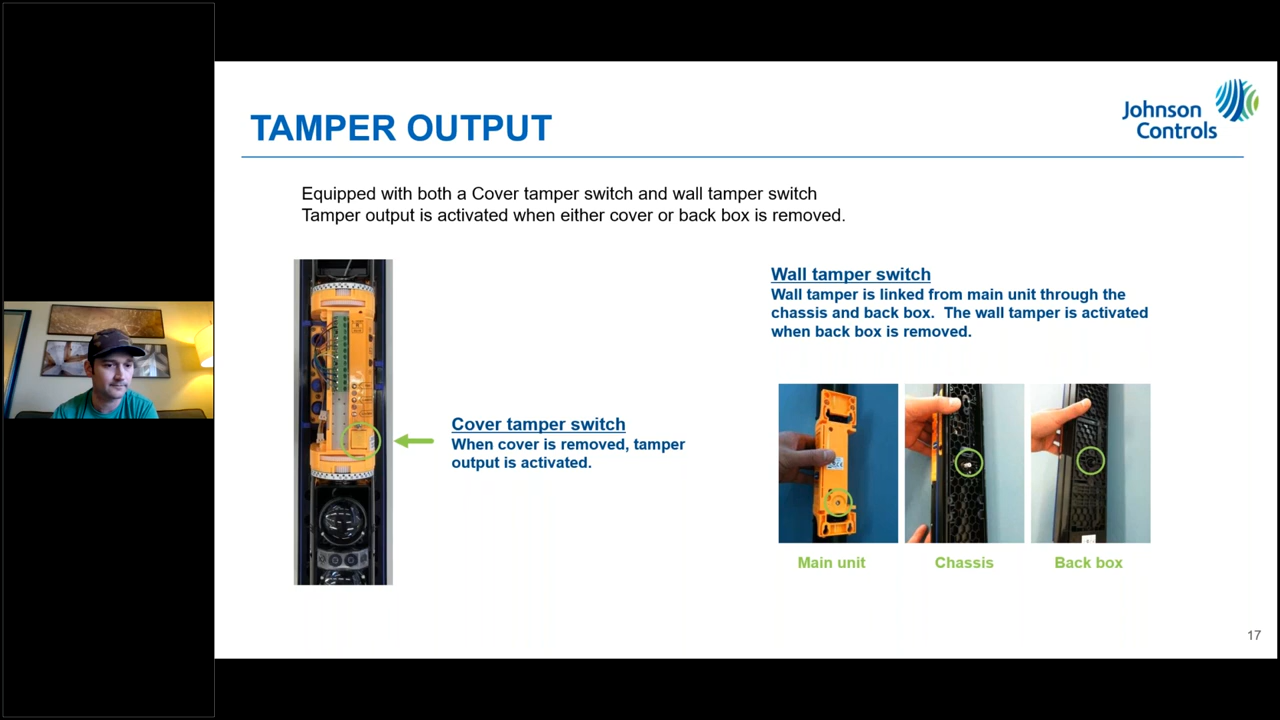 TAMPER OUTPUT
Johnson
Controls
Equipped with both a Cover tamper switch and wall tamper switch
Tamper output is activated when either cover or back box is removed.
Wall tamper switch
Wall tamper is linked from main unit through the
chassis and back box. The wall tamper is activated
when back box is removed.
Cover tamper switch
When cover is removed, tamper
output is activated.
Main unit
Chassis
Back box
17